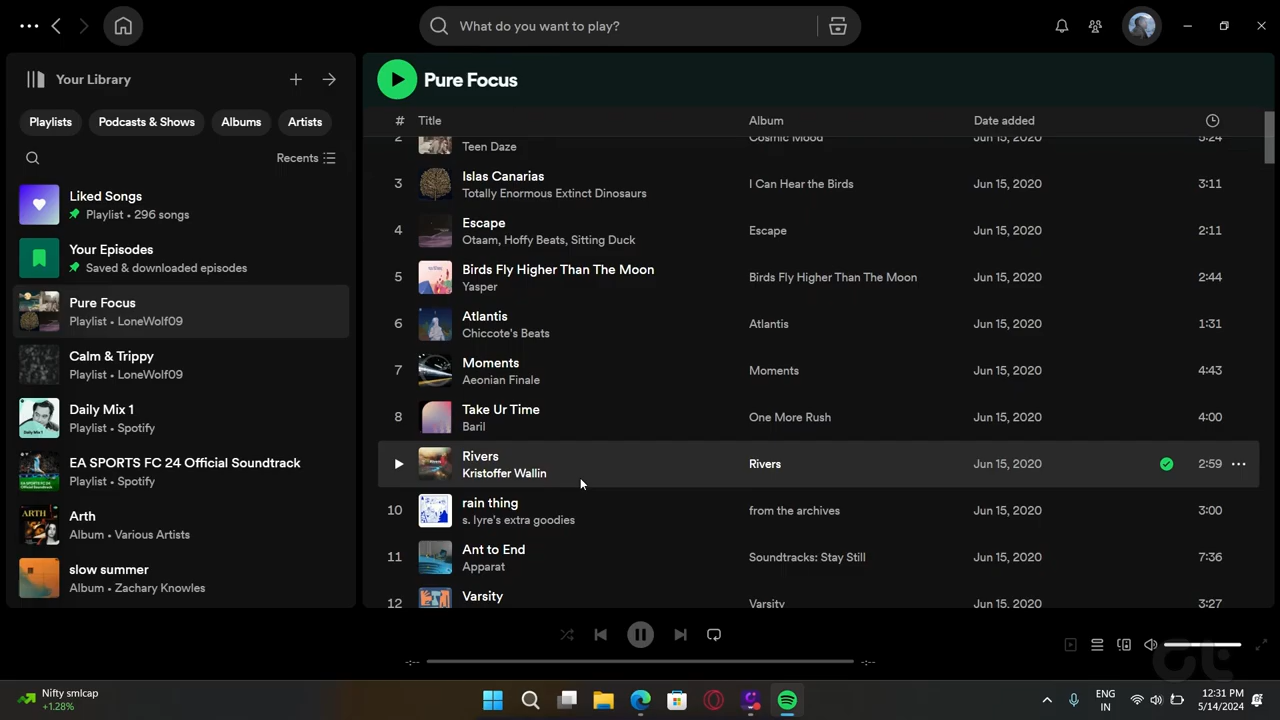 What do you want to play?
Your Library
Playlists
Podcasts & Shows
Albums
Artists
Recents
Liked Songs
Playlist • 296 songs
Your Episodes
Saved & downloaded episodes
Pure Focus
Playlist • LoneWolf09
Calm & Trippy
Playlist • LoneWolf09
Daily Mix 1
Playlist • Spotify
EA SPORTS FC 24 Official Soundtrack
Playlist • Spotify
Arth
Album • Various Artists
slow summer
Album • Zachary Knowles
Pure Focus
# Title Album Date added
2 Teen Daze Cosmic Mood Jun 15, 2020 5:24
3 Islas Canarias I Can Hear the Birds Jun 15, 2020 3:11
Totally Enormous Extinct Dinosaurs
4 Escape Escape Jun 15, 2020 2:11
Otaam, Hoffy Beats, Sitting Duck
5 Birds Fly Higher Than The Moon Birds Fly Higher Than The Moon Jun 15, 2020 2:44
Yasper
6 Atlantis Atlantis Jun 15, 2020 1:31
Chiccote's Beats
7 Moments Moments Jun 15, 2020 4:43
Aeonian Finale
8 Take Ur Time One More Rush Jun 15, 2020 4:00
Baril
Rivers Rivers Jun 15, 2020 2:59
Kristoffer Wallin
10 rain thing from the archives Jun 15, 2020 3:00
s. lyre's extra goodies
11 Ant to End Soundtracks: Stay Still Jun 15, 2020 7:36
Apparat
12 Varsity Varsity Jun 15, 2020 3:27
-:-- -:--
Nifty smlcap
+1.28%
ENG
IN
12:31 PM
5/14/2024